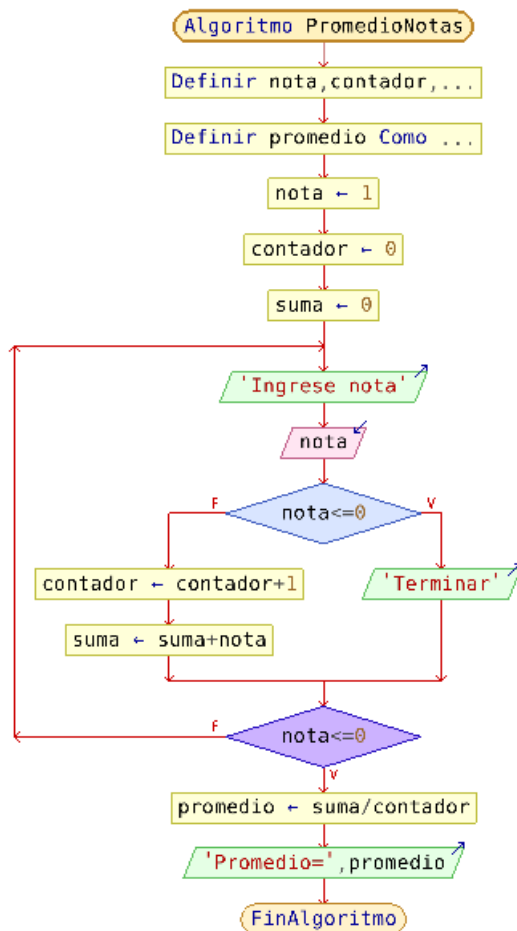 Algoritmo PromedioNotas
Definir nota,contador,...
Definir promedio Como ...
nota ← 1
contador ← 0
suma ← 0
'Ingrese nota'
nota
F
nota<=0
V
contador ← contador+1
'Terminar'
suma ← suma+nota
F
nota<=0
V
promedio ← suma/contador
'Promedio=',promedio
FinAlgoritmo